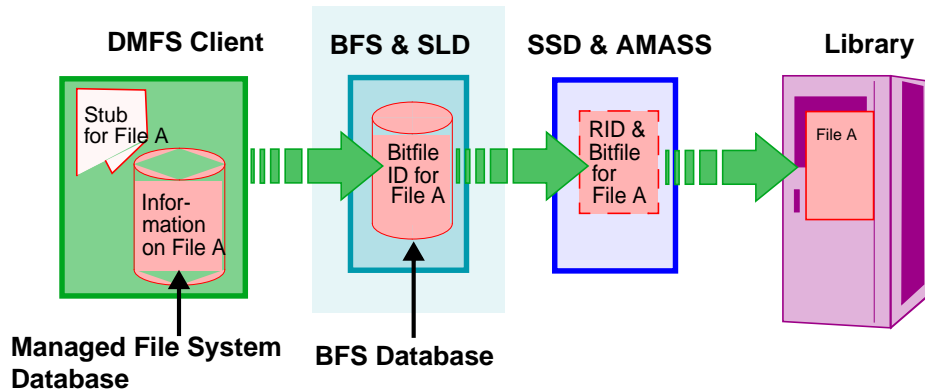 DMFS Client
BFS & SLD
SSD & AMASS
Library
Stub
for File A
Infor-
mation
on File A
Bitfile
ID for
File A
RID &
Bitfile
for
File A
File A
Managed File System
Database
BFS Database